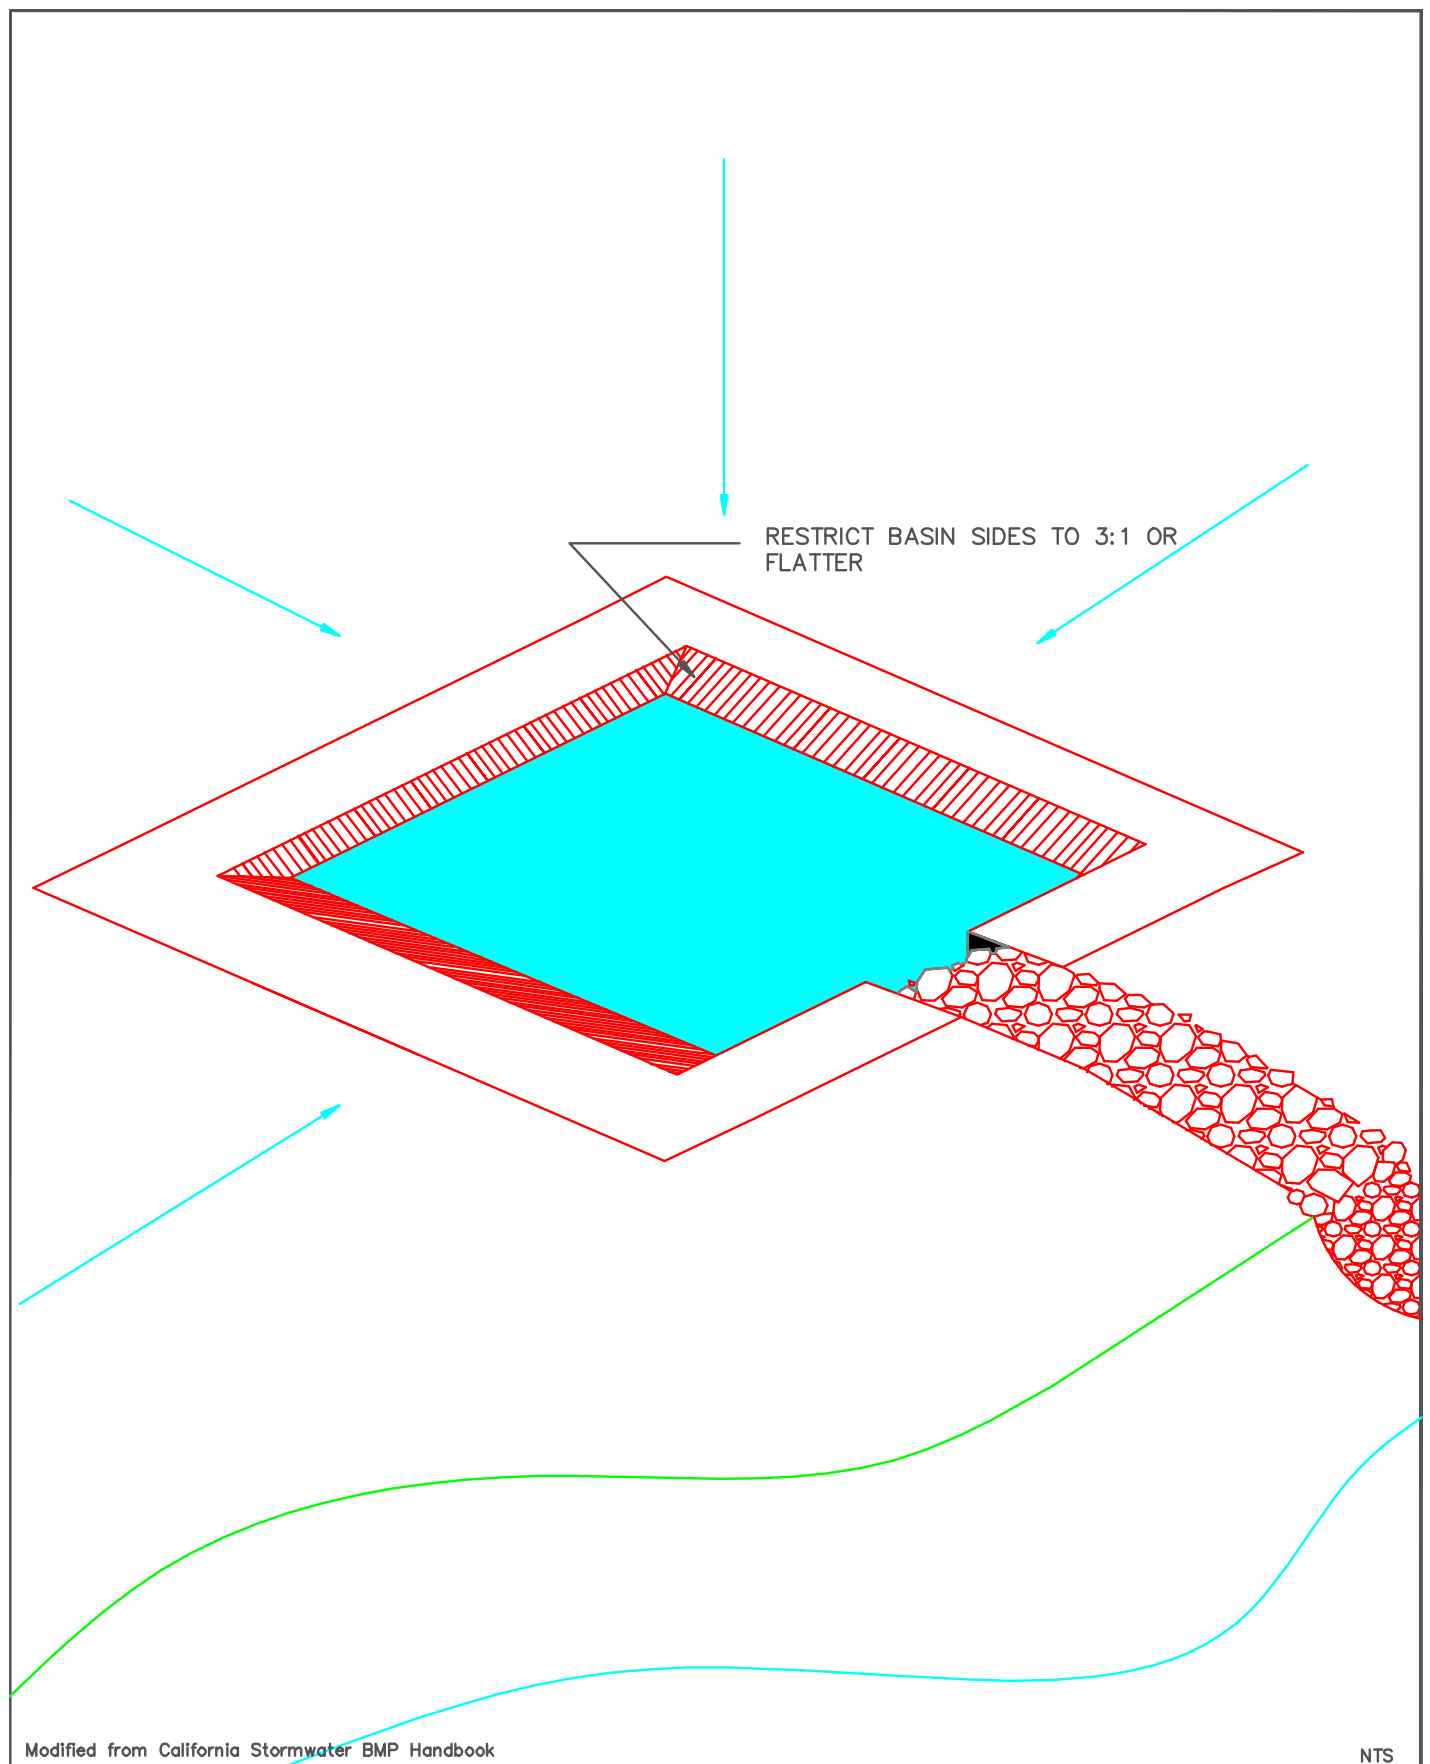 RESTRICT BASIN SIDES TO 3:1 OR
FLATTER
Modified from California Stormwater BMP Handbook
NTS